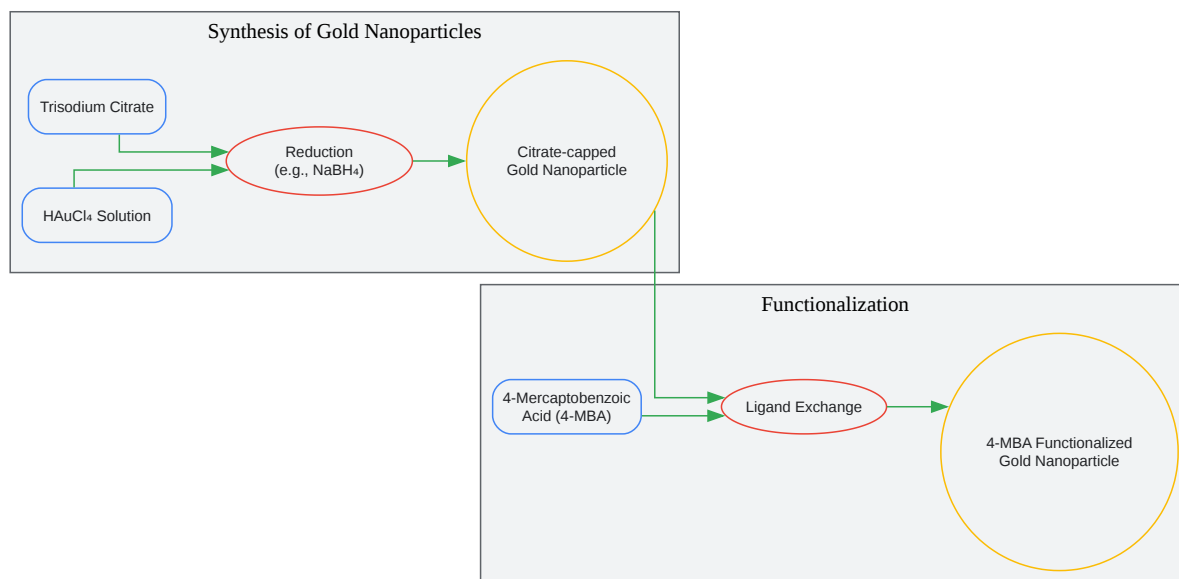 Synthesis of Gold Nanoparticles
Trisodium Citrate
HAuCl₄ Solution
Reduction
(e.g., NaBH₄)
Citrate-capped
Gold Nanoparticle
Functionalization
4-Mercaptobenzoic
Acid (4-MBA)
Ligand Exchange
4-MBA Functionalized
Gold Nanoparticle